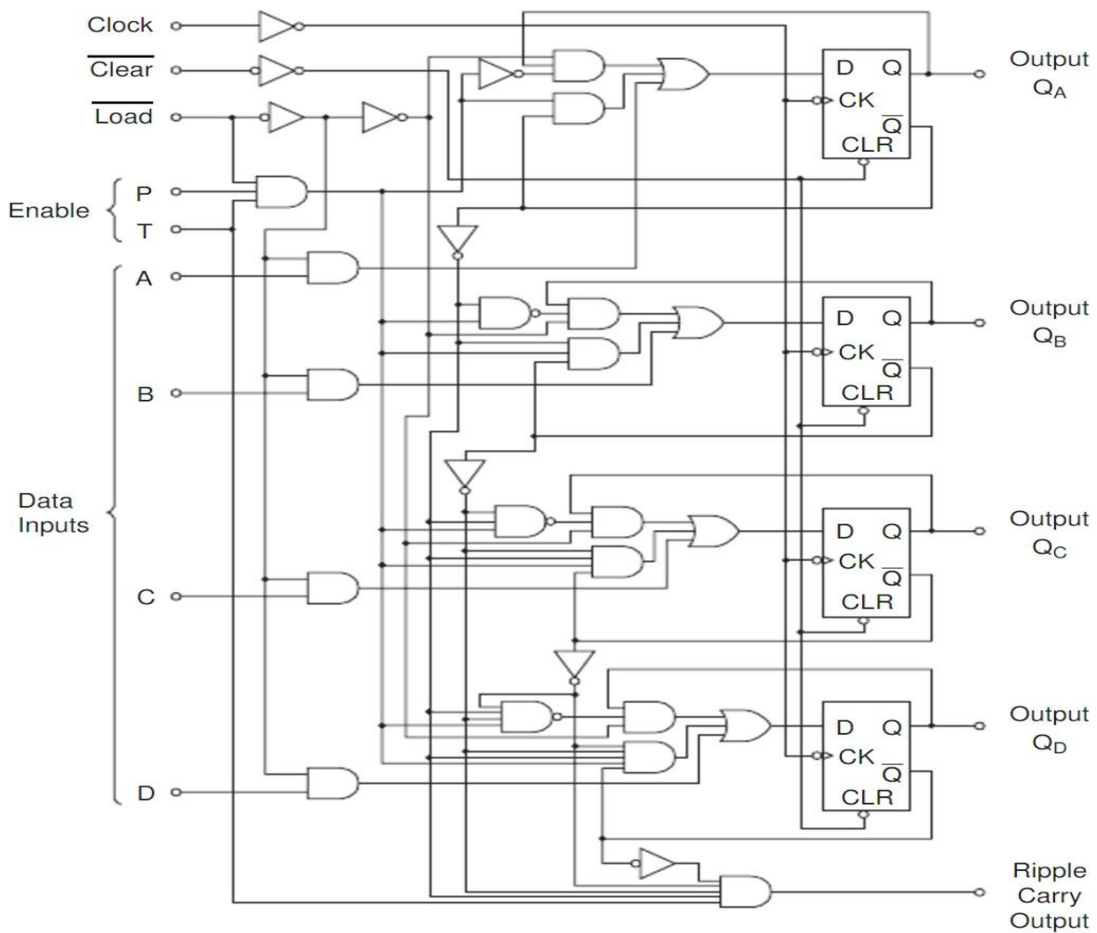 Clock
Clear
Load
Enable
P
T
Data
Inputs
A
B
C
D
D Q
CK
Q
CLR
Output
QA
D Q
CK
Q
CLR
Output
QB
D Q
CK
Q
CLR
Output
QC
D Q
CK
Q
CLR
Output
QD
Ripple
Carry
Output